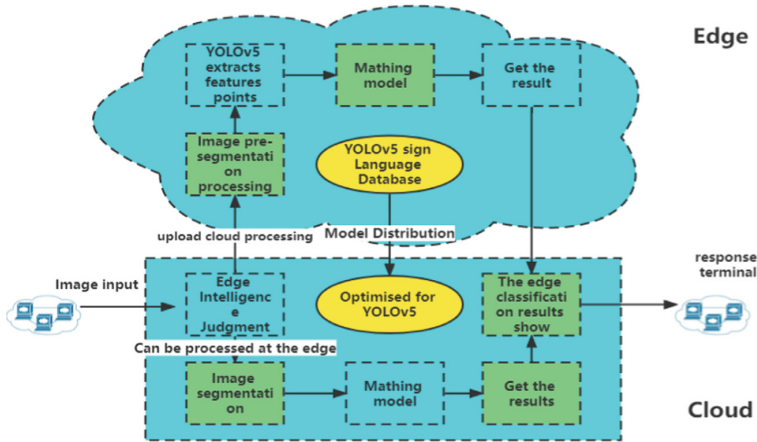 Edge
YOLOv5
extracts
features
points
Mathing
model
Get the
result
Image pre-
segmentati
on
processing
YOLOv5 sign
Language
Database
upload cloud processing
Model Distribution
response
terminal
Image input
Edge
Intelligenc
e
Judgment
Optimised for
YOLOv5
The edge
classificati
on results
show
Can be processed at the edge
Image
segmentati
on
Mathing
model
Get the
results
Cloud